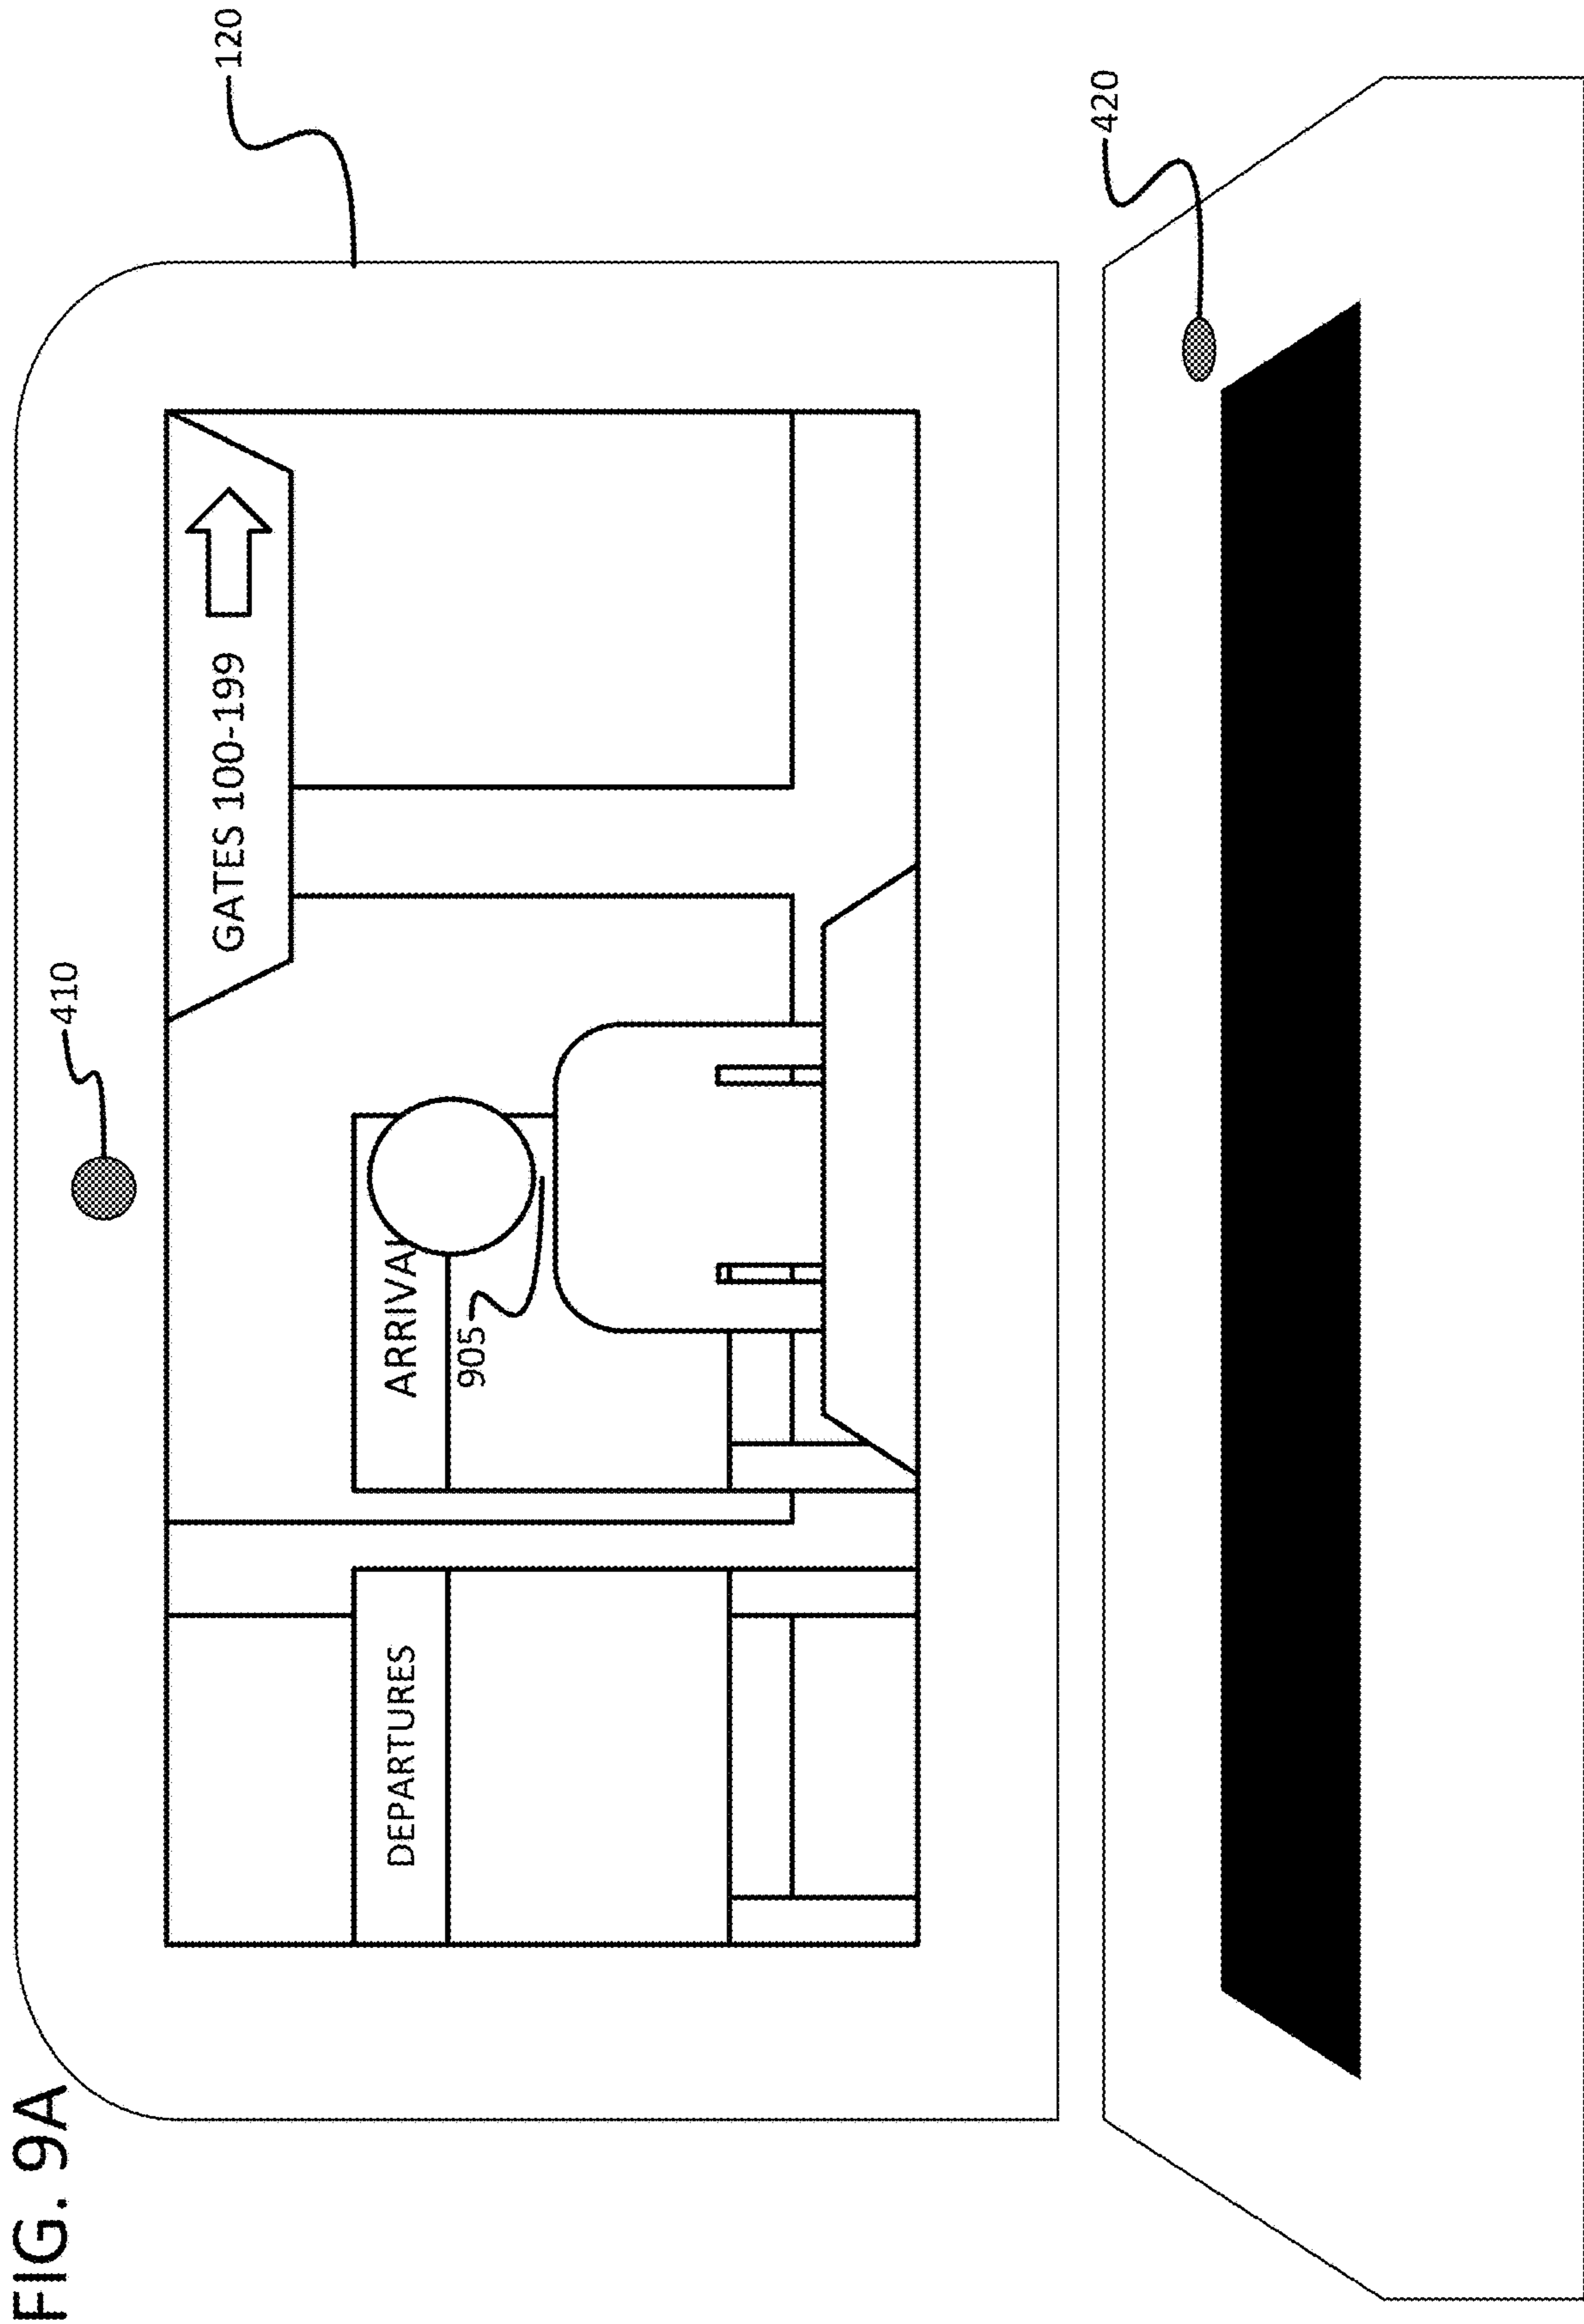 FIG. 9A
410
120
GATES 100-199
DEPARTURES
ARRIVAL
905
420